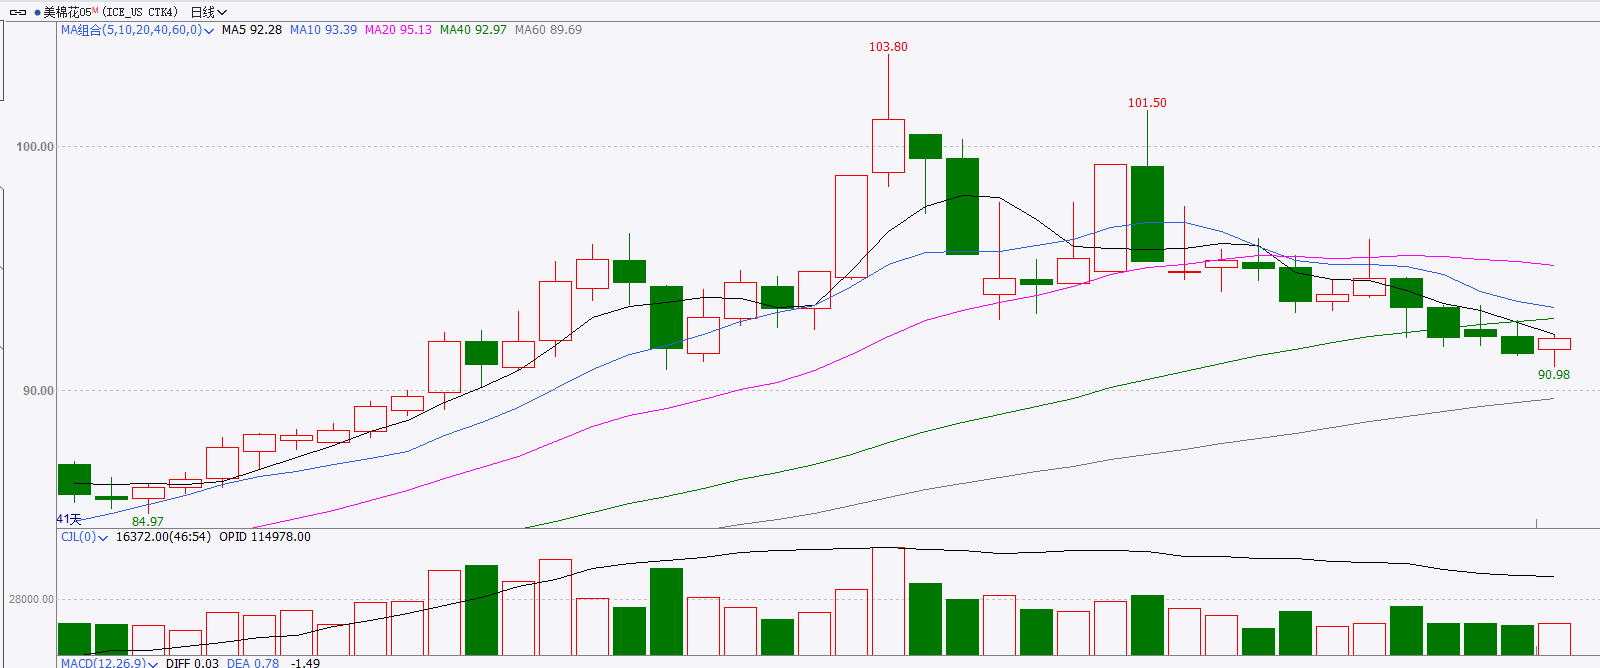 美棉花05M (ICE_US CTK4) 日线
MA组合(5,10,20,40,60,0) MA5 92.28 MA10 93.39 MA20 95.13 MA40 92.97 MA60 89.69
103.80
101.50
100.00
90.00
90.98
41天
84.97
CJL(0) 16372.00(46:54) OPID 114978.00
28000.00
MACD(12,26,9) DIFF 0.03 DEA 0.78 -1.49